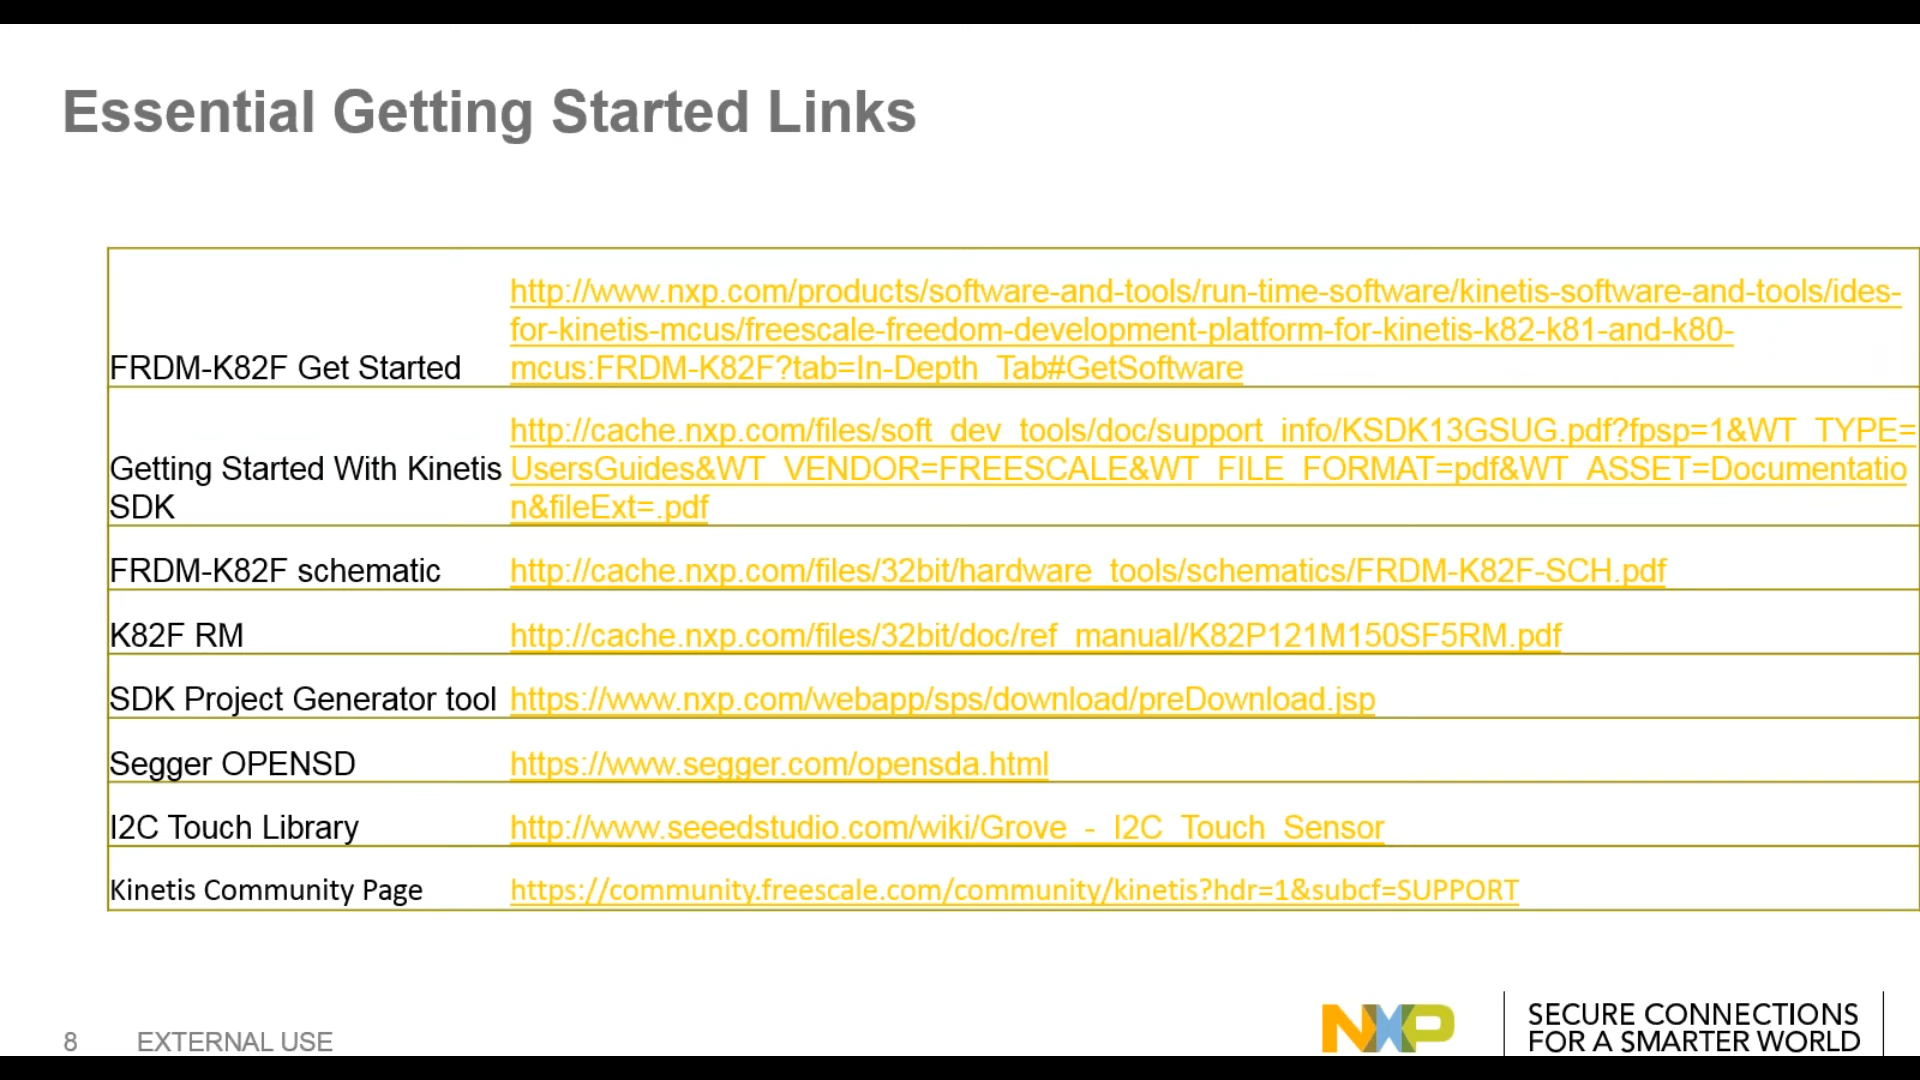 Essential Getting Started Links
http://www.nxp.com/products/software-and-tools/run-time-software/kinetis-software-and-tools/ides-
for-kinetis-mcus/freescale-freedom-development-platform-for-kinetis-k82-k81-and-k80-
FRDM-K82F Get Started mcus:FRDM-K82F?tab=In-Depth_Tab#GetSoftware
http://cache.nxp.com/files/soft_dev_tools/doc/support_info/KSDK13GSUG.pdf?fpsp=1&WT_TYPE=
Getting Started With Kinetis UsersGuides&WT_VENDOR=FREESCALE&WT_FILE_FORMAT=pdf&WT_ASSET=Documentatio
SDK n&fileExt=.pdf
FRDM-K82F schematic http://cache.nxp.com/files/32bit/hardware_tools/schematics/FRDM-K82F-SCH.pdf
K82F RM http://cache.nxp.com/files/32bit/doc/ref_manual/K82P121M150SF5RM.pdf
SDK Project Generator tool https://www.nxp.com/webapp/sps/download/preDownload.jsp
Segger OPENSD https://www.segger.com/opensda.html
I2C Touch Library http://www.seeedstudio.com/wiki/Grove_-_I2C_Touch_Sensor
Kinetis Community Page https://community.freescale.com/community/kinetis?hdr=1&subcf=SUPPORT
8 EXTERNAL USE
NXP
SECURE CONNECTIONS
FOR A SMARTER WORLD